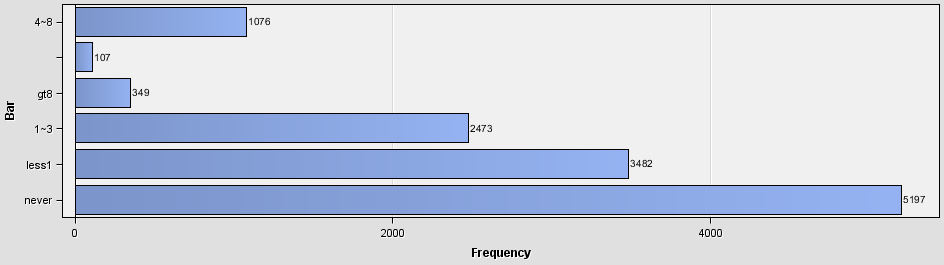 4~8
1076
107
gt8
349
1~3
2473
less1
3482
never
5197
Bar
0 2000 4000
Frequency